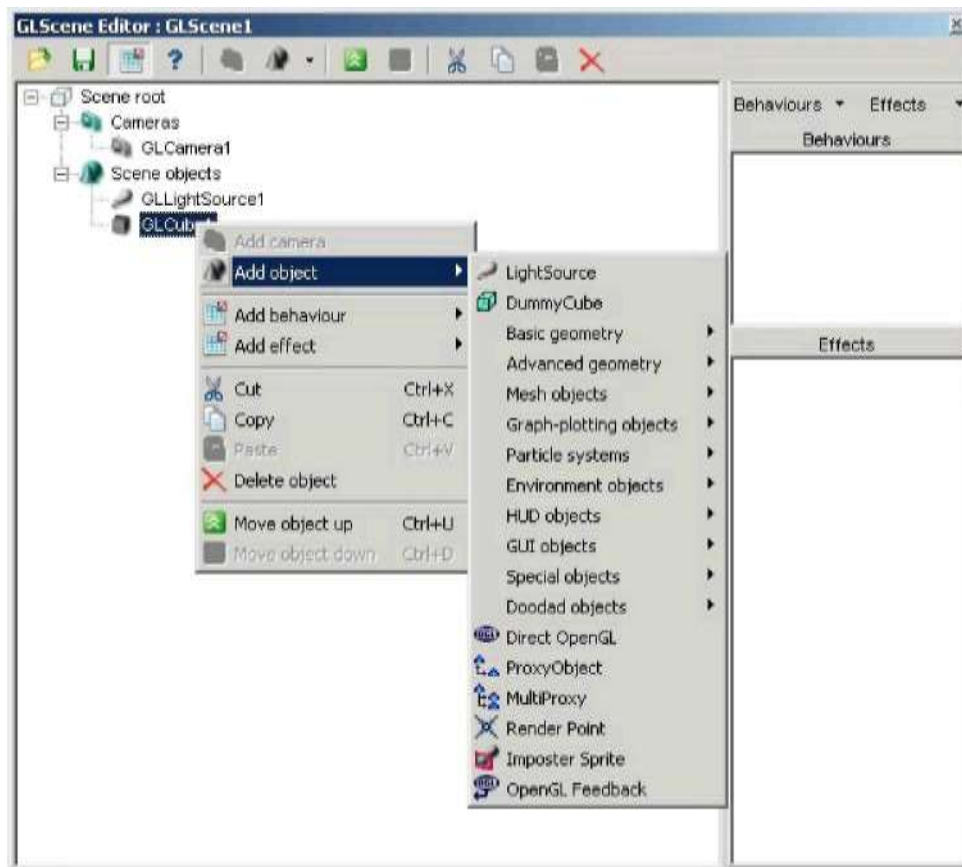 GLScene Editor : GLScene1
Behaviours
Effects
Behaviours
Effects
Scene root
Cameras
GLCamera1
Scene objects
GLLightSource1
Add camera
Add object
Add behaviour
Add effect
Cut Ctrl+X
Copy Ctrl+C
Paste Ctrl+V
Delete object
Move object up Ctrl+U
Move object down Ctrl+D
LightSource
DummyCube
Basic geometry
Advanced geometry
Mesh objects
Graph-plotting objects
Particle systems
Environment objects
HUD objects
GUI objects
Special objects
Doodad objects
Direct OpenGL
ProxyObject
MultiProxy
Render Point
Imposter Sprite
OpenGL Feedback